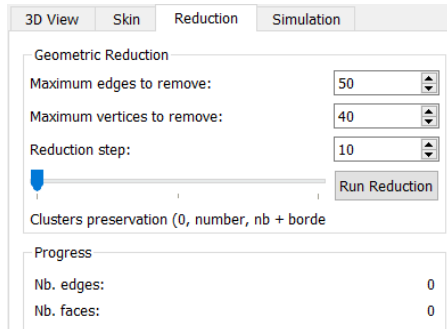 3D View Skin Reduction Simulation
Geometric Reduction
Maximum edges to remove: 50
Maximum vertices to remove: 40
Reduction step: 10
Run Reduction
Clusters preservation (0, number, nb + borde
Progress
Nb. edges: 0
Nb. faces: 0